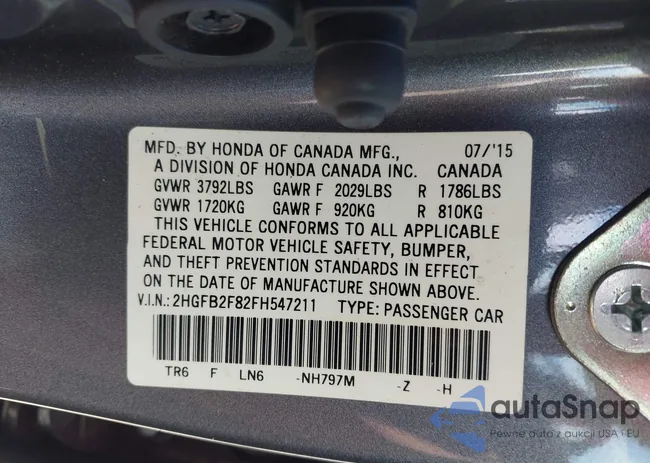 MFD. BY HONDA OF CANADA MFG., 07/'15
A DIVISION OF HONDA CANADA INC. CANADA
GVWR 3792LBS GAWR F 2029LBS R 1786LBS
GVWR 1720KG GAWR F 920KG R 810KG
THIS VEHICLE CONFORMS TO ALL APPLICABLE
FEDERAL MOTOR VEHICLE SAFETY, BUMPER,
AND THEFT PREVENTION STANDARDS IN EFFECT
ON THE DATE OF MANUFACTURE SHOWN ABOVE.
V.I.N.: 2HGFB2F82FH547211 TYPE: PASSENGER CAR
TR6 F LN6 -NH797M -Z -H
autaSnap
Pewne auta z aukcji USA i EU